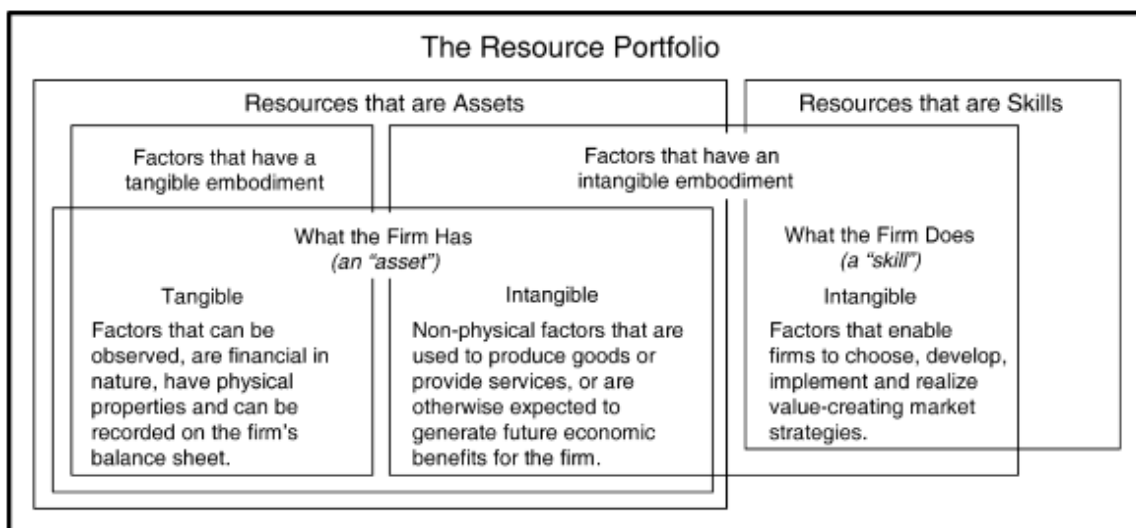 The Resource Portfolio
Resources that are Assets
Resources that are Skills
Factors that have a
tangible embodiment
Factors that have an
intangible embodiment
What the Firm Has
(an “asset”)
What the Firm Does
(a “skill”)
Tangible
Factors that can be
observed, are financial in
nature, have physical
properties and can be
recorded on the firm’s
balance sheet.
Intangible
Non-physical factors that are
used to produce goods or
provide services, or are
otherwise expected to
generate future economic
benefits for the firm.
Intangible
Factors that enable
firms to choose, develop,
implement and realize
value-creating market
strategies.